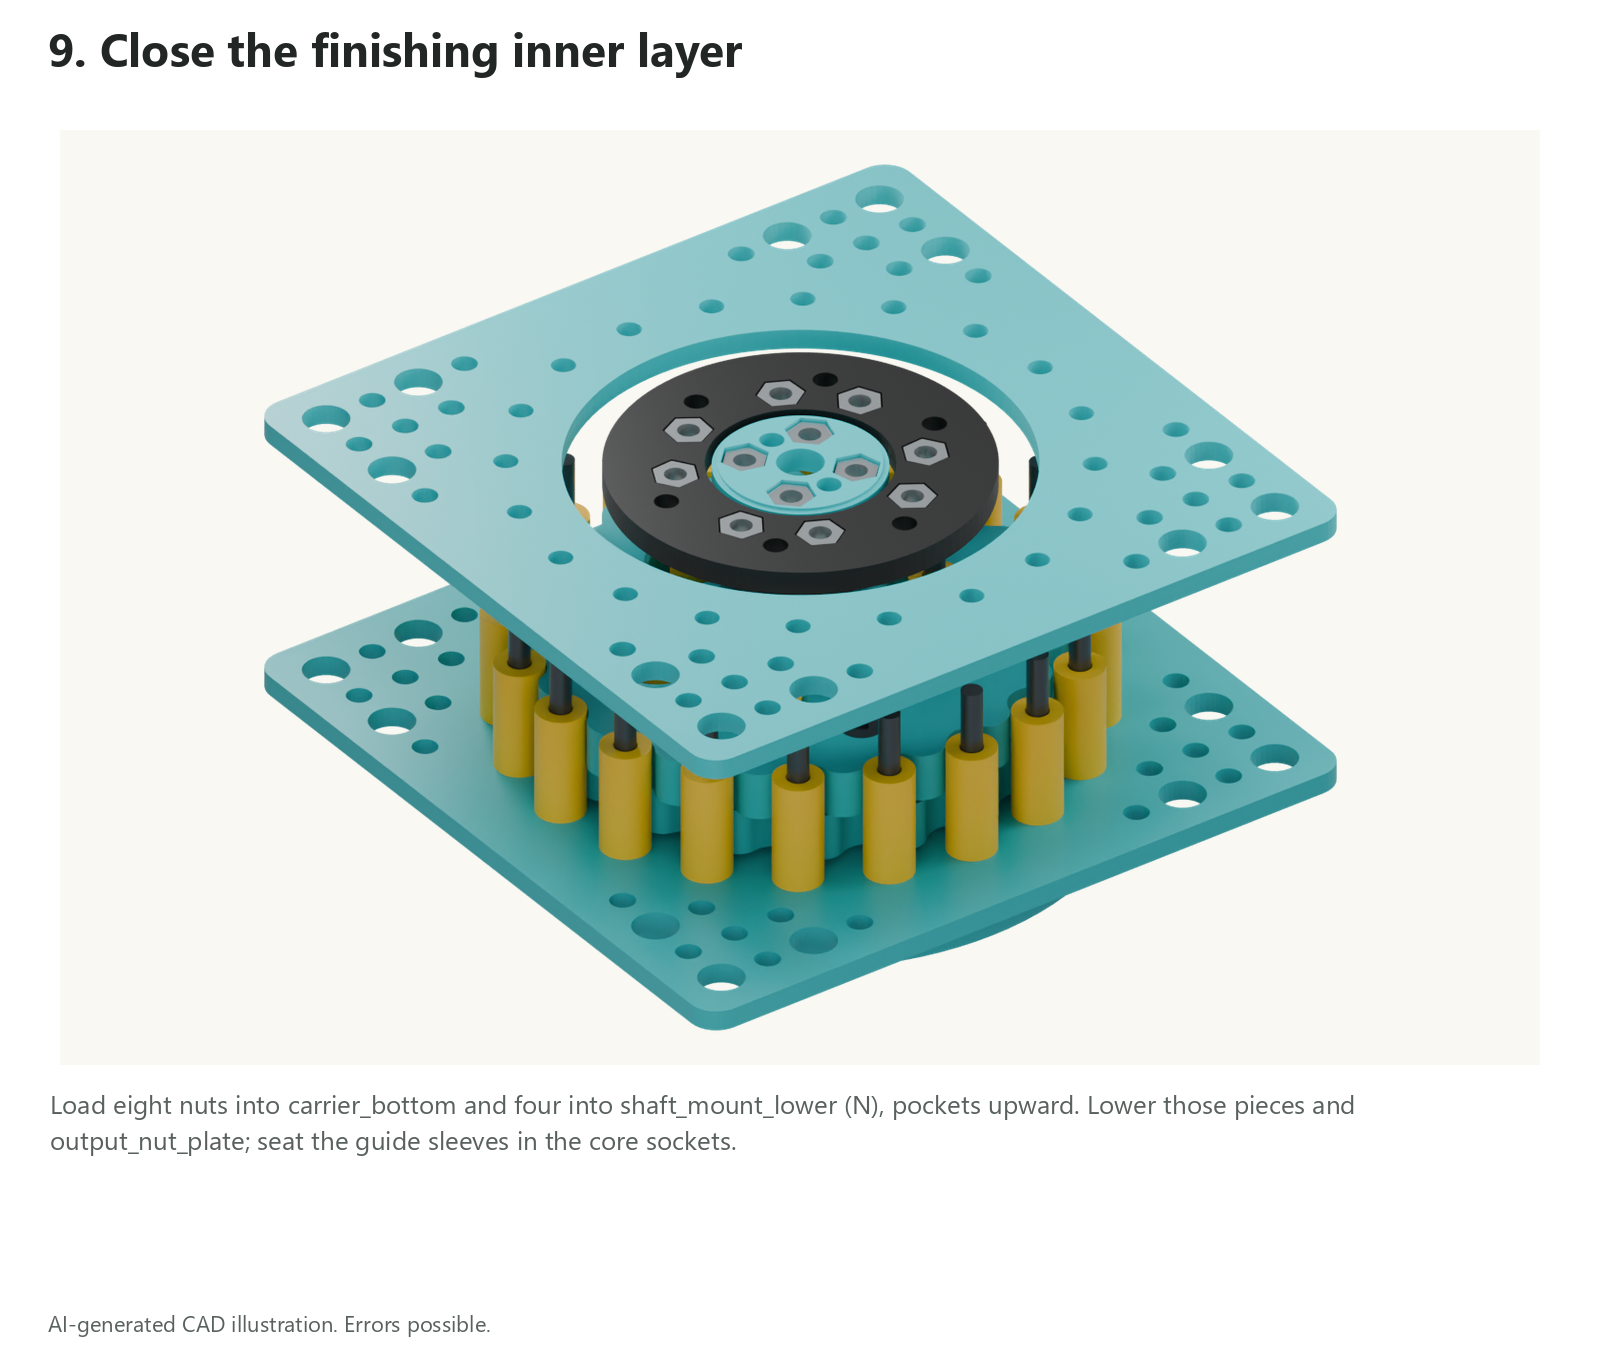 9. Close the finishing inner layer
Load eight nuts into carrier_bottom and four into shaft_mount_lower (N), pockets upward. Lower those pieces and
output_nut_plate; seat the guide sleeves in the core sockets.
AI-generated CAD illustration. Errors possible.